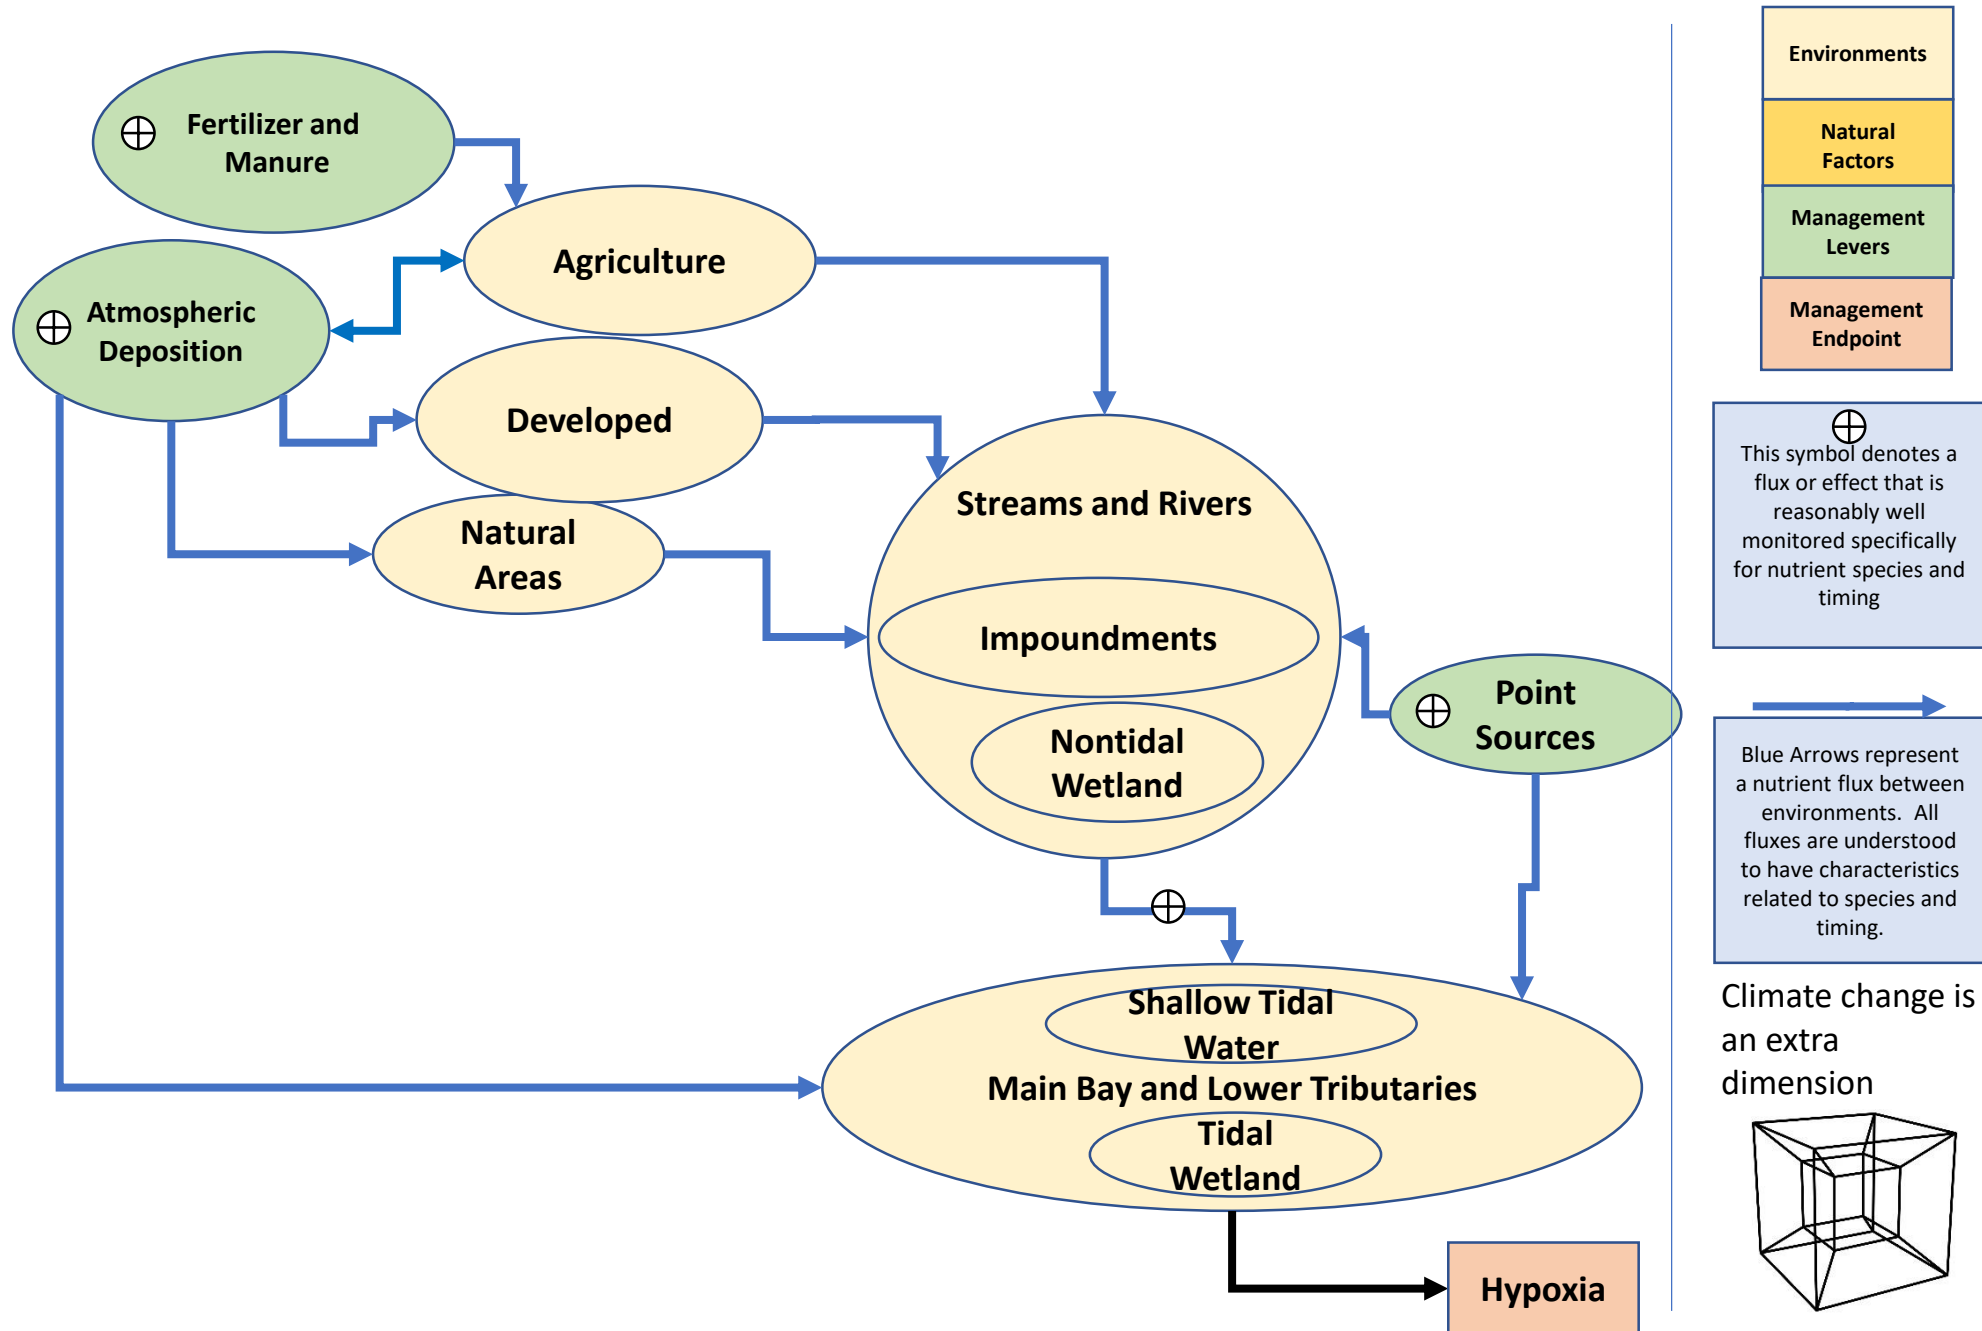 Fertilizer and
Manure
Agriculture
Atmospheric
Deposition
Developed
Natural
Areas
Streams and Rivers
Impoundments
Nontidal
Wetland
Point
Sources
Shallow Tidal
Water
Main Bay and Lower Tributaries
Tidal
Wetland
Hypoxia
Environments
Natural
Factors
Management
Levers
Management
Endpoint
This symbol denotes a
flux or effect that is
reasonably well
monitored specifically
for nutrient species and
timing
Blue Arrows represent
a nutrient flux between
environments.  All
fluxes are understood
to have characteristics
related to species and
timing.
Climate change is
an extra
dimension